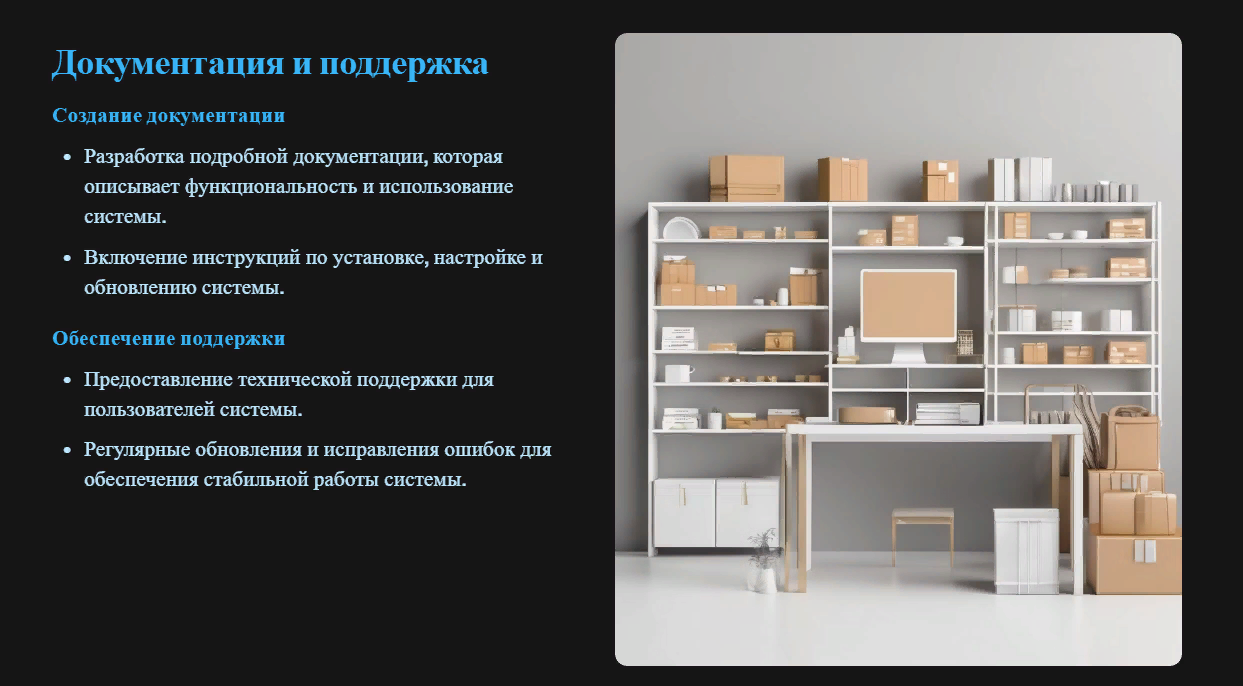 Документация и поддержка
Создание документации
• Разработка подробной документации, которая
описывает функциональность и использование
системы.
• Включение инструкций по установке, настройке и
обновлению системы.
Обеспечение поддержки
• Предоставление технической поддержки для
пользователей системы.
• Регулярные обновления и исправления ошибок для
обеспечения стабильной работы системы.